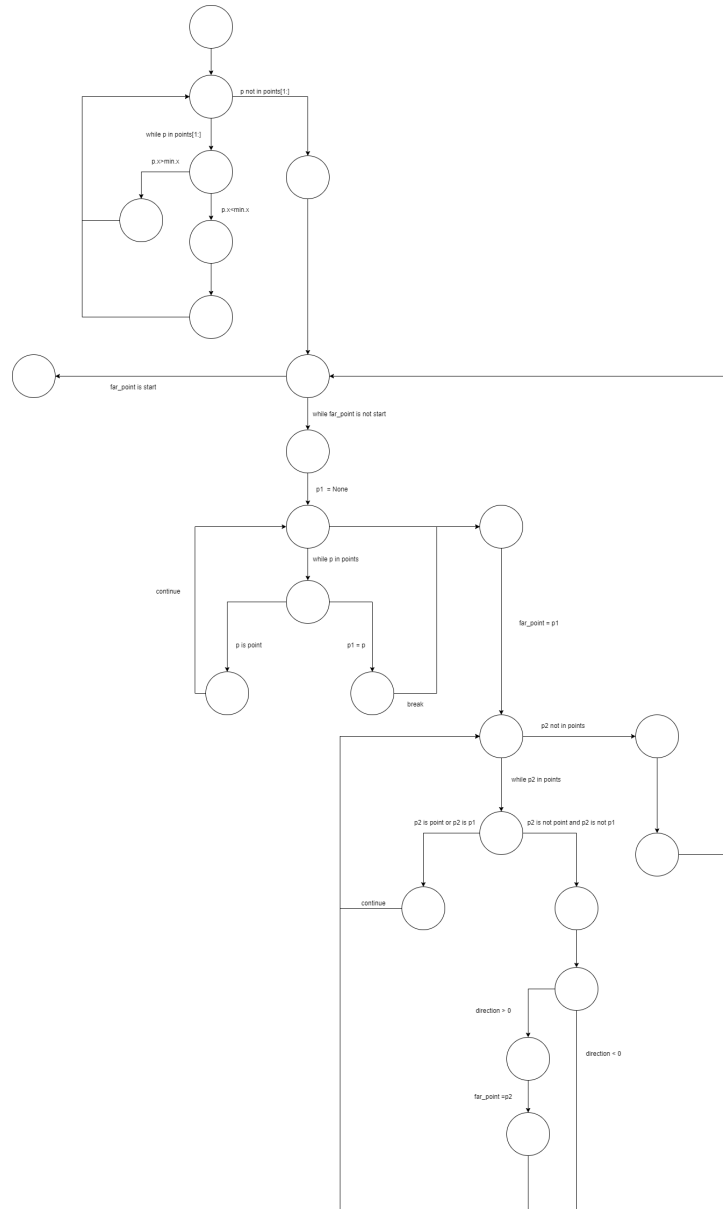 p not in points[1:]
while p in points[1:]
p.x>min.x
p.x<min.x
far_point is start
while far_point is not start
p1 = None
while p in points
continue
p is point
p1 = p
break
far_point = p1
p2 not in points
while p2 in points
p2 is point or p2 is p1
p2 is not point and p2 is not p1
continue
direction > 0
direction < 0
far_point =p2